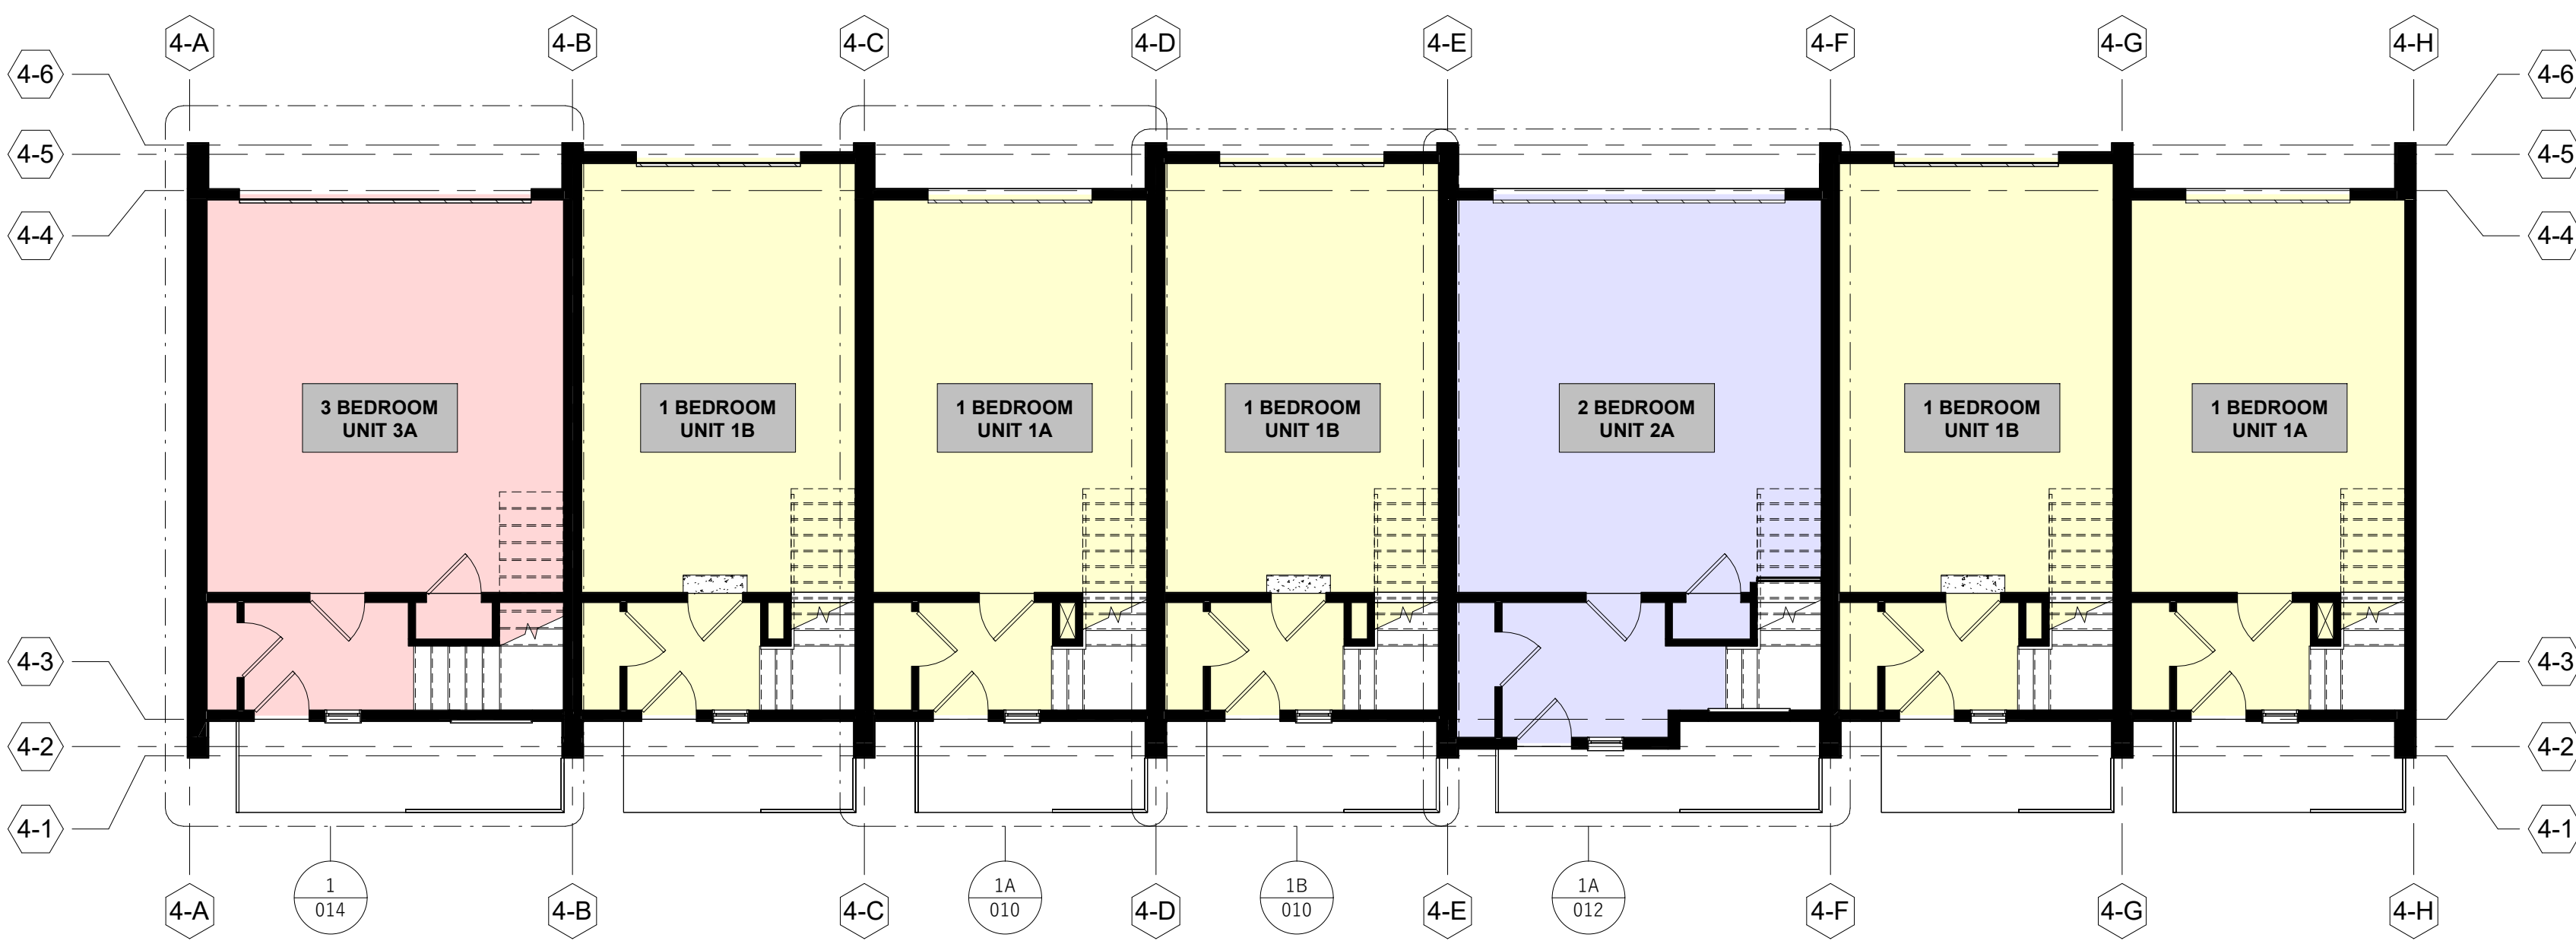 4-A
4-B
4-C
4-D
4-E
4-F
4-G
4-H
4-6
4-6
4-5
4-5
4-4
4-4
3 BEDROOM
UNIT 3A
1 BEDROOM
UNIT 1B
1 BEDROOM
UNIT 1A
1 BEDROOM
UNIT 1B
2 BEDROOM
UNIT 2A
1 BEDROOM
UNIT 1B
1 BEDROOM
UNIT 1A
4-3
4-3
4-2
4-2
4-1
4-1
1
014
1A
010
1B
010
1A
012
4-A
4-B
4-C
4-D
4-E
4-F
4-G
4-H